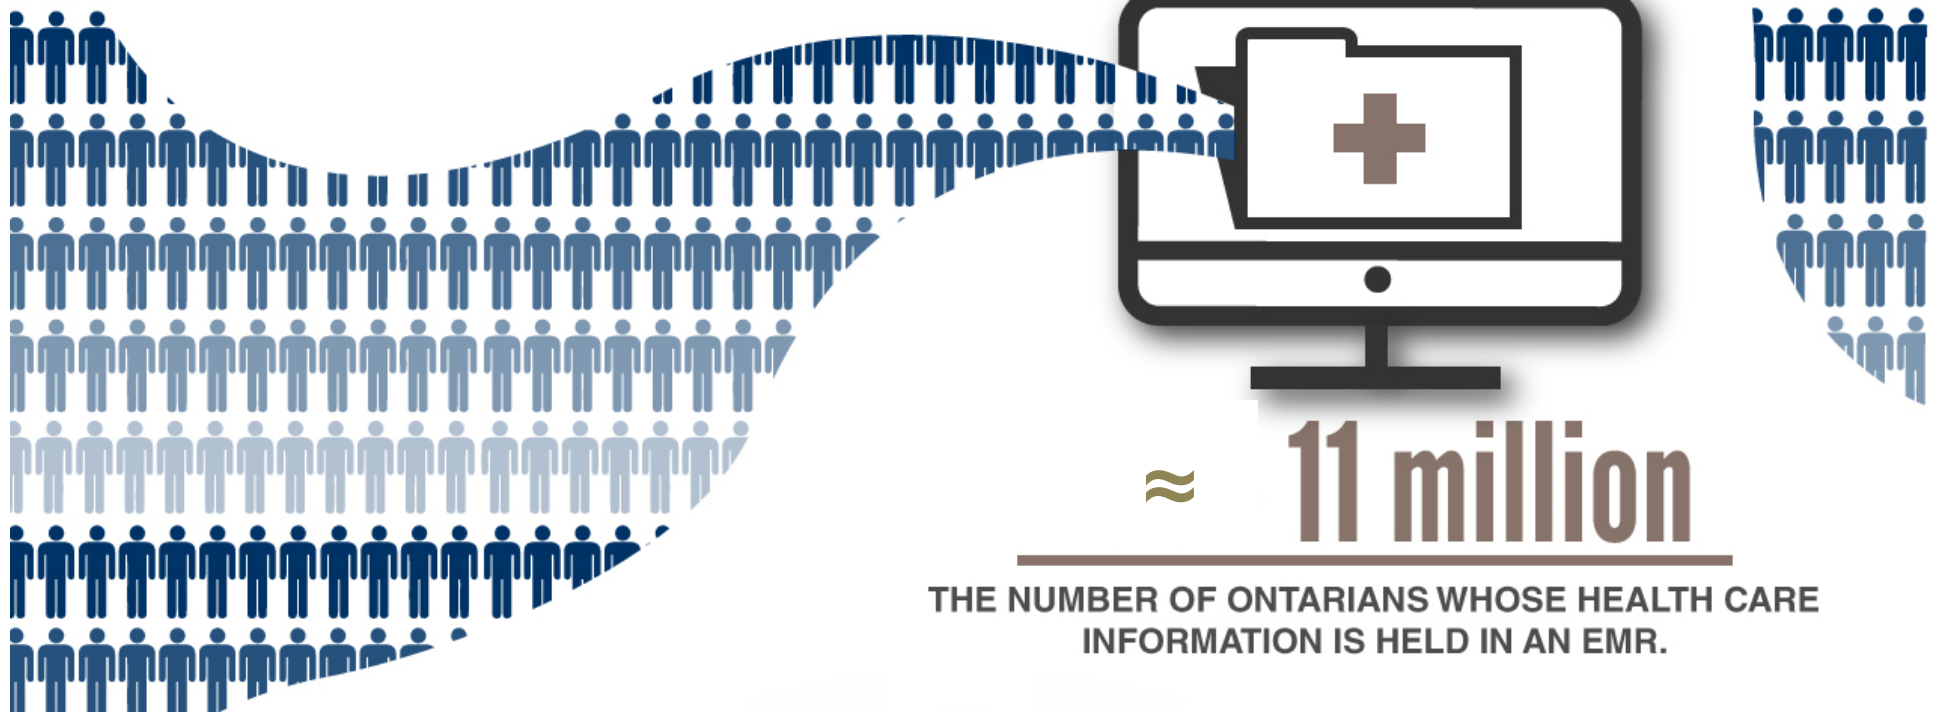 ≈ 11 million
THE NUMBER OF ONTARIANS WHOSE HEALTH CARE
INFORMATION IS HELD IN AN EMR.